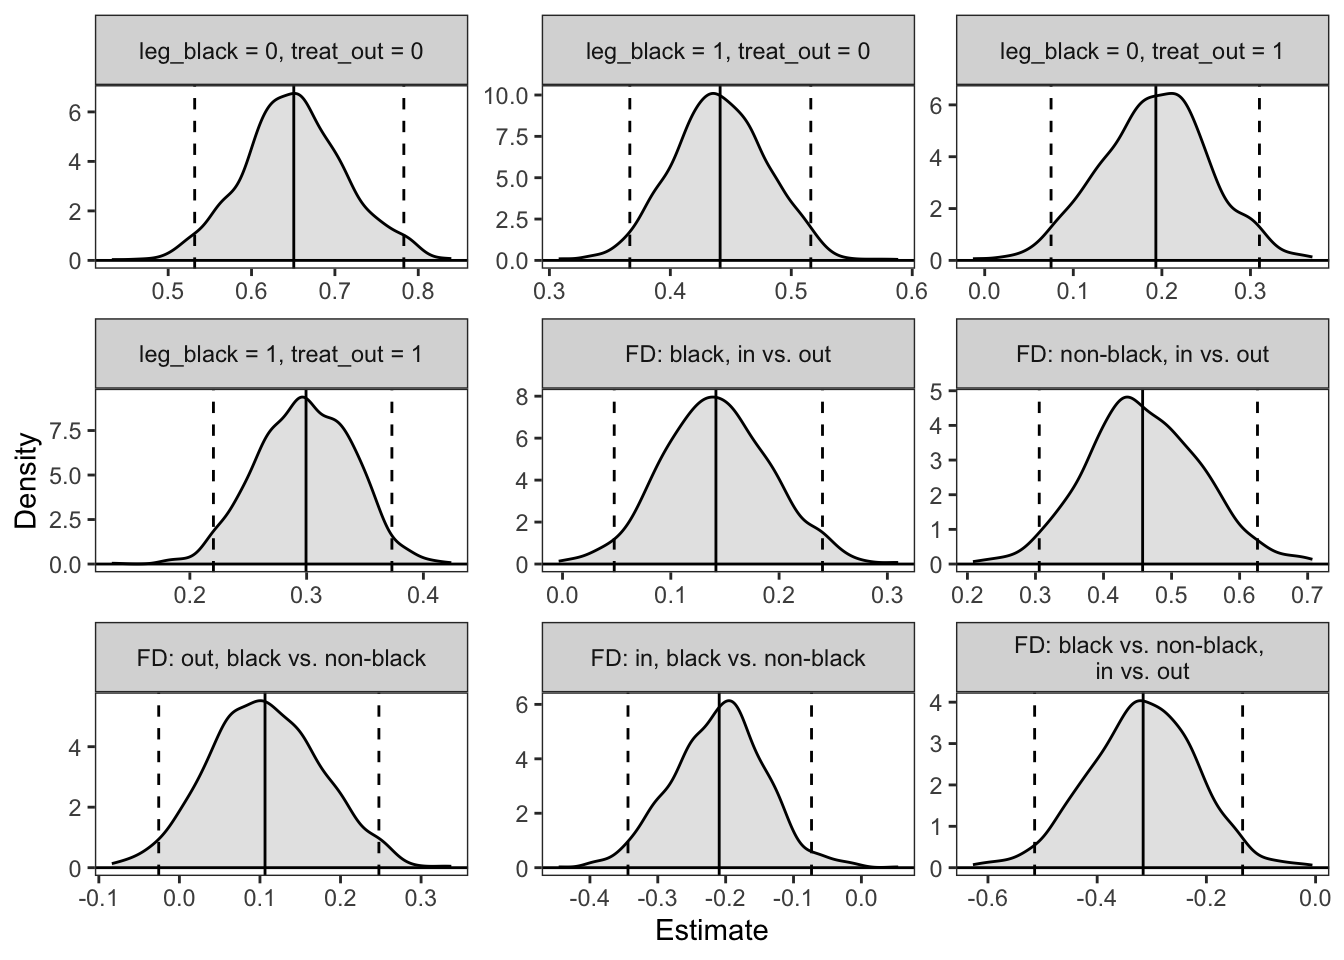 leg_black = 0, treat_out = 0
leg_black = 1, treat_out = 0
leg_black = 0, treat_out = 1
6
4
2
0
10.0
7.5
5.0
2.5
0.0
6
4
2
0
0.5 0.6 0.7 0.8
0.3 0.4 0.5 0.6
0.0 0.1 0.2 0.3
leg_black = 1, treat_out = 1
FD: black, in vs. out
FD: non-black, in vs. out
Density
7.5
5.0
2.5
0.0
8
6
4
2
0
5
4
3
2
1
0
0.2 0.3 0.4
0.0 0.1 0.2 0.3
0.2 0.3 0.4 0.5 0.6 0.7
FD: out, black vs. non-black
FD: in, black vs. non-black
FD: black vs. non-black,
in vs. out
4
2
0
6
4
2
0
4
3
2
1
0
-0.1 0.0 0.1 0.2 0.3
-0.4 -0.3 -0.2 -0.1 0.0
-0.6 -0.4 -0.2 0.0
Estimate